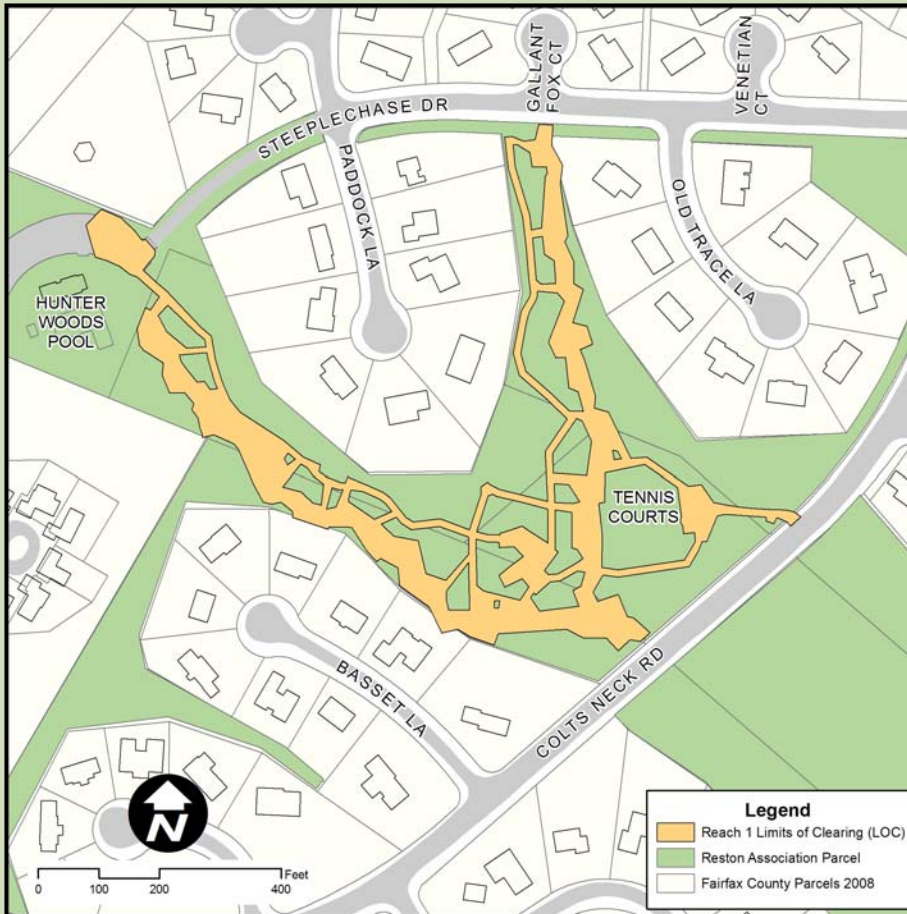 GALLANT
FOX CT
VENETIAN
CT
STEEPLECHASE DR
PADDOCK LA
OLD TRACE LA
HUNTER
WOODS
POOL
TENNIS
COURTS
BASSET LA
COLTS NECK RD
N
Feet
0 100 200 400
Legend
Reach 1 Limits of Clearing (LOC)
Reston Association Parcel
Fairfax County Parcels 2008